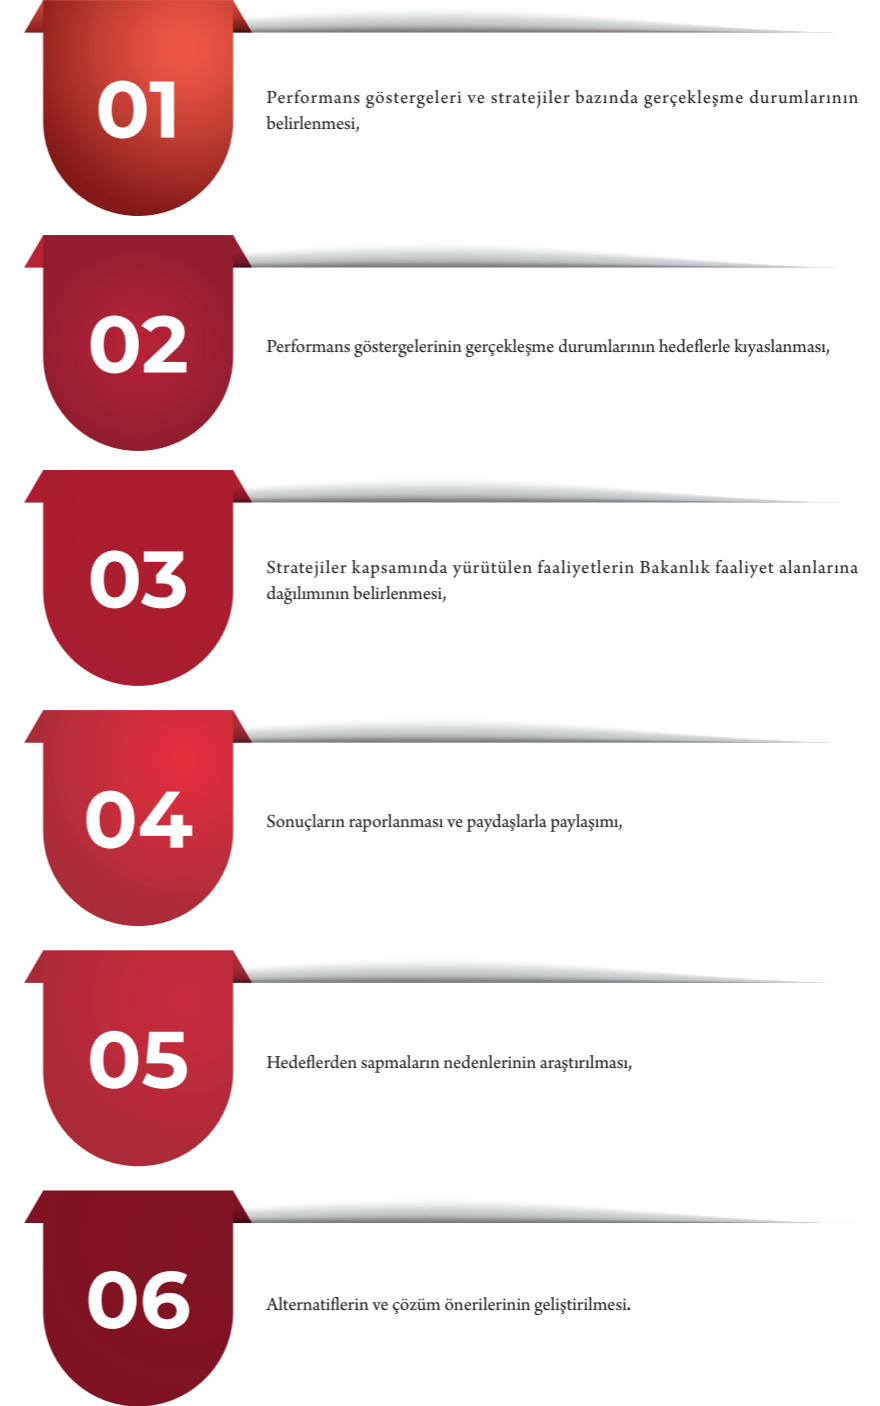 01
Performans göstergeleri ve stratejiler bazında gerçekleşme durumlarının
belirlenmesi,
02
Performans göstergelerinin gerçekleşme durumlarının hedeflerle kıyaslanması,
03
Stratejiler kapsamında yürütülen faaliyetlerin Bakanlık faaliyet alanlarına
dağılımının belirlenmesi,
04
Sonuçların raporlanması ve paydaşlarla paylaşımı,
05
Hedeflerden sapmaların nedenlerinin araştırılması,
06
Alternatiflerin ve çözüm önerilerinin geliştirilmesi.